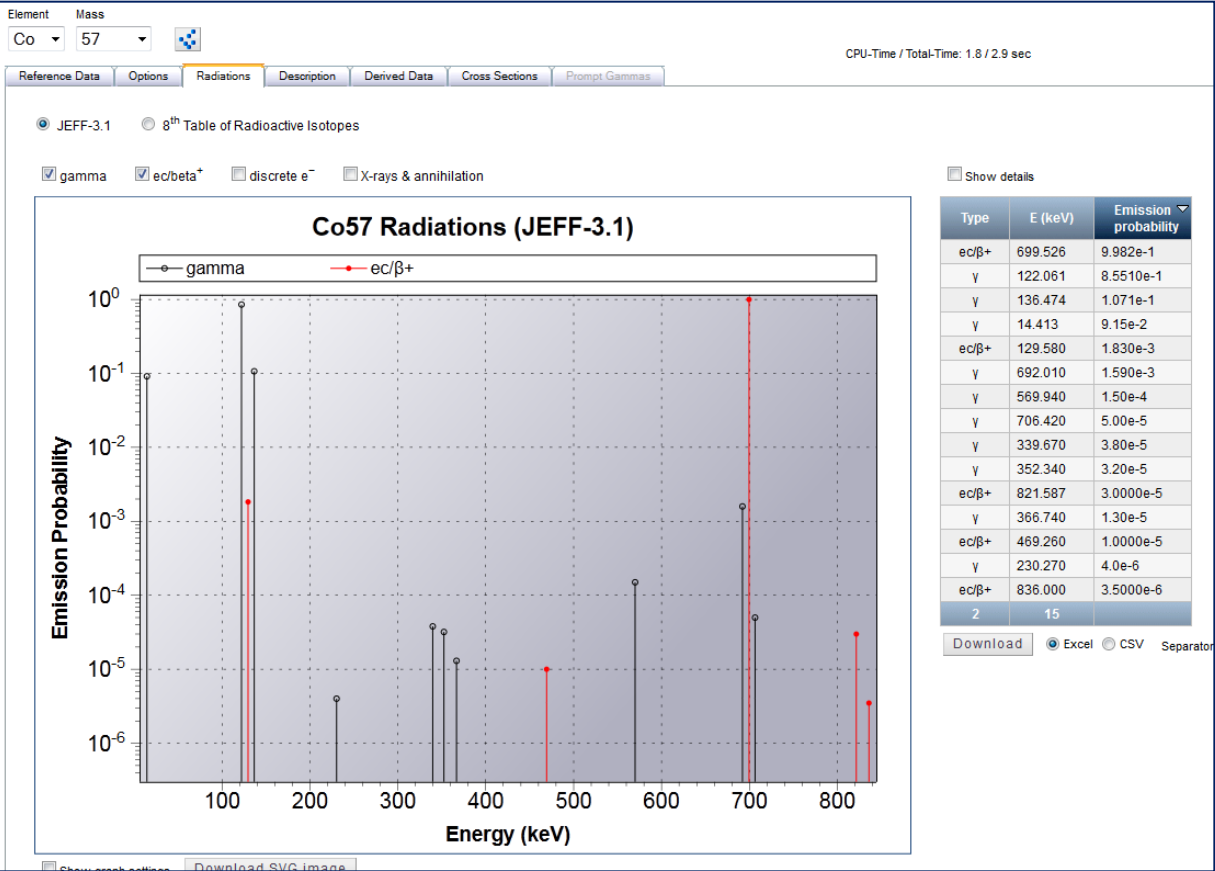 Element Mass
Co 57
CPU-Time / Total-Time: 1.8 / 2.9 sec
Reference Data Options Radiations Description Derived Data Cross Sections Prompt Gammas
JEFF-3.1 8th Table of Radioactive Isotopes
gamma ec/beta+ discrete e− X-rays & annihilation
Show details
Co57 Radiations (JEFF-3.1)
gamma ec/β+
10^0
10^-1
10^-2
10^-3
10^-4
10^-5
10^-6
Emission Probability
100 200 300 400 500 600 700 800
Energy (keV)
Type E (keV) Emission probability
ec/β+ 699.526 9.982e-1
γ 122.061 8.5510e-1
γ 136.474 1.071e-1
γ 14.413 9.15e-2
ec/β+ 129.580 1.830e-3
γ 692.010 1.590e-3
γ 569.940 1.50e-4
γ 706.420 5.00e-5
γ 339.670 3.80e-5
γ 352.340 3.20e-5
ec/β+ 821.587 3.0000e-5
γ 366.740 1.30e-5
ec/β+ 469.260 1.0000e-5
γ 230.270 4.0e-6
ec/β+ 836.000 3.5000e-6
2 15
Download Excel CSV Separator
Show graph settings Download SVG image